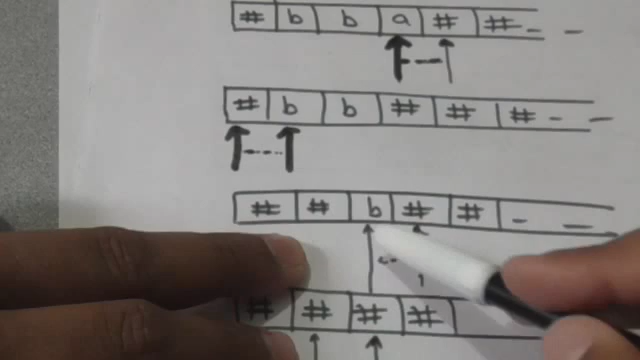 # b b a # # - -
# b b # # # - -
# # b # # - -
# # # #